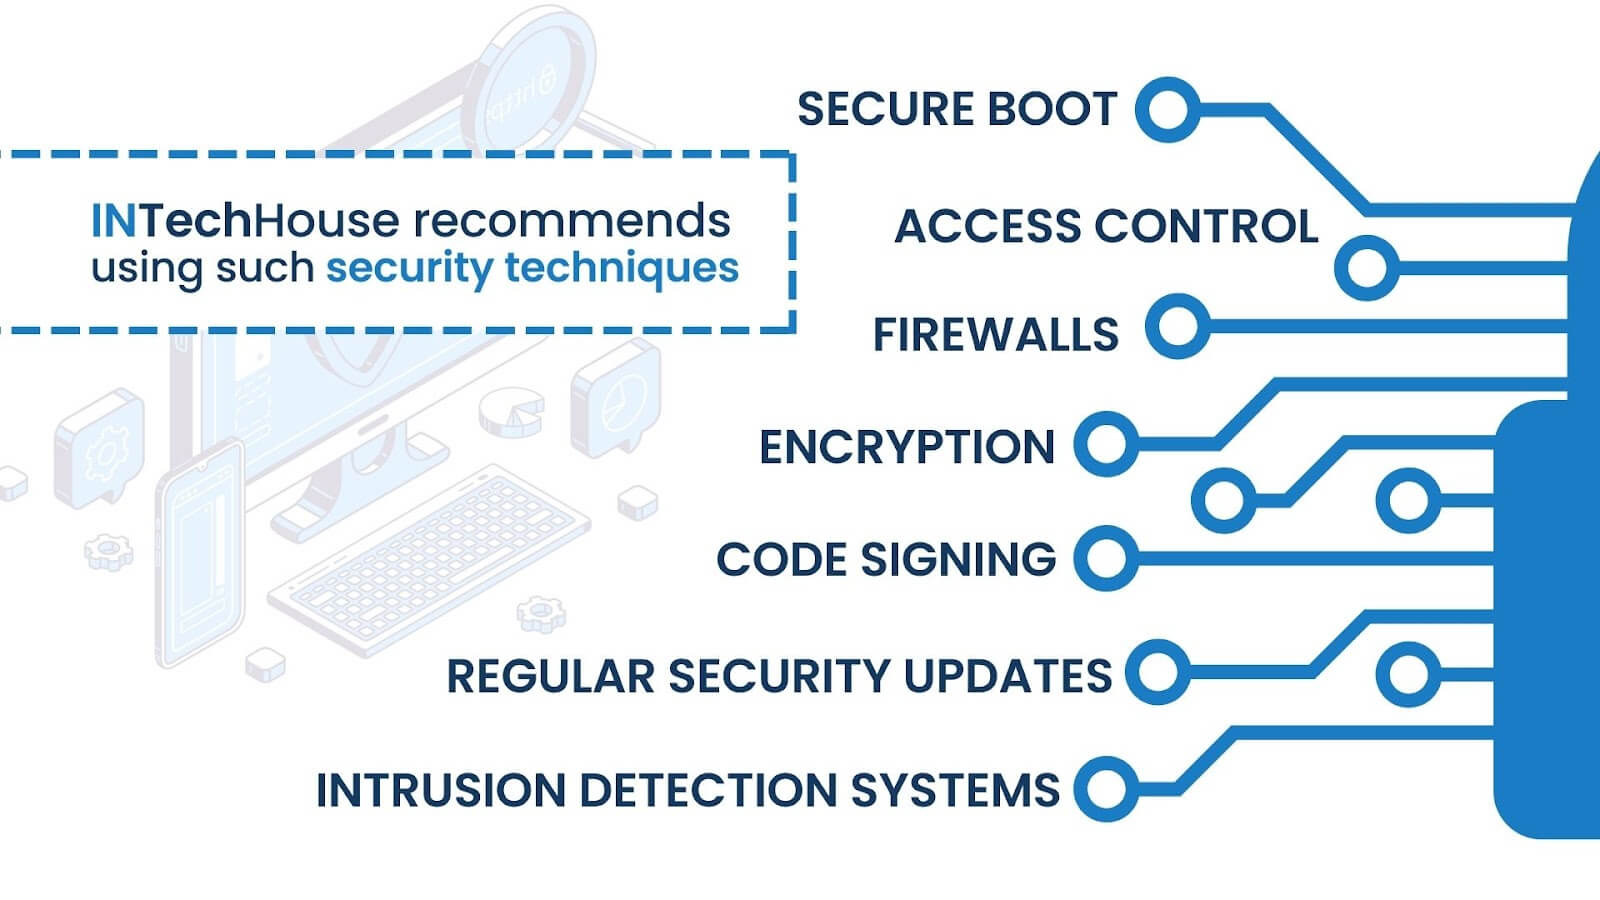 INTechHouse recommends
using such security techniques
SECURE BOOT
ACCESS CONTROL
FIREWALLS
ENCRYPTION
CODE SIGNING
REGULAR SECURITY UPDATES
INTRUSION DETECTION SYSTEMS